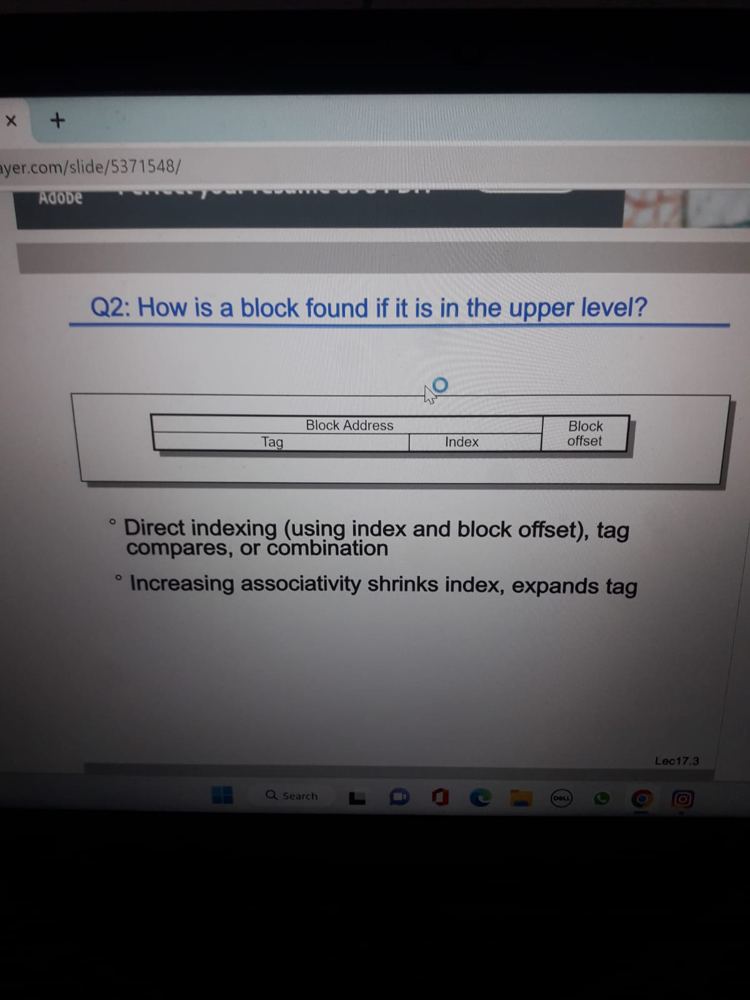 × +
ayer.com/slide/5371548/
Adobe
Q2: How is a block found if it is in the upper level?
Block Address
Block
offset
Tag
Index
° Direct indexing (using index and block offset), tag
compares, or combination
° Increasing associativity shrinks index, expands tag
Lec17.3
Search
DELL